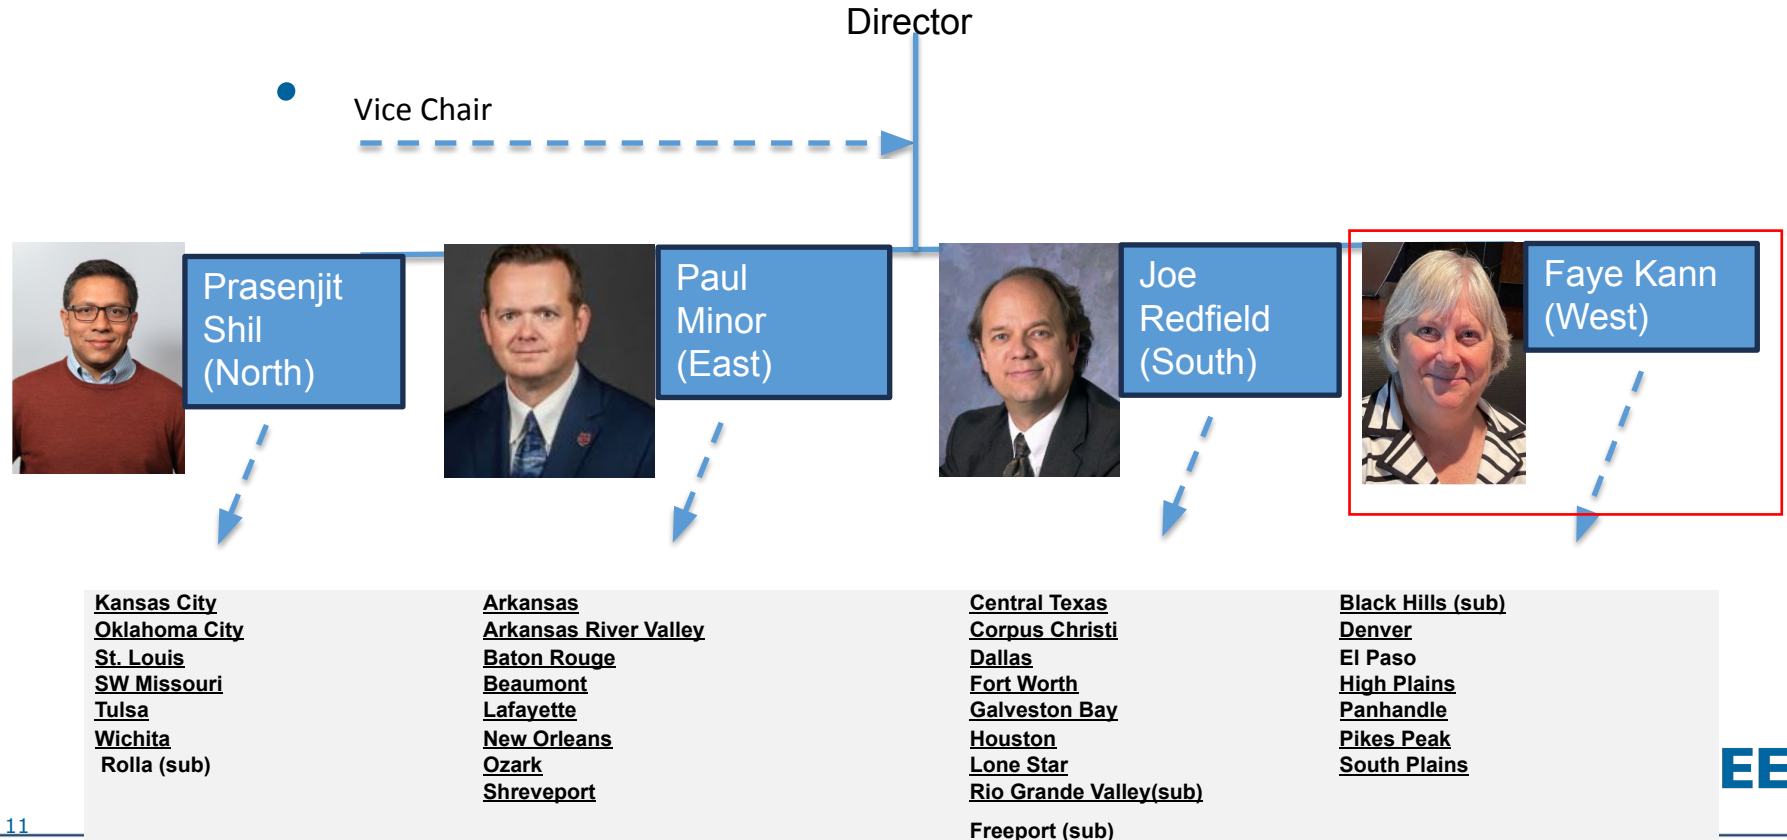 Director
Vice Chair
Prasenjit
Shil
(North)
Paul
Minor
(East)
Joe
Redfield
(South)
Faye Kann
(West)
Kansas City
Oklahoma City
St. Louis
SW Missouri
Tulsa
Wichita
Rolla (sub)
Arkansas
Arkansas River Valley
Baton Rouge
Beaumont
Lafayette
New Orleans
Ozark
Shreveport
Central Texas
Corpus Christi
Dallas
Fort Worth
Galveston Bay
Houston
Lone Star
Rio Grande Valley(sub)
Freeport (sub)
Black Hills (sub)
Denver
El Paso
High Plains
Panhandle
Pikes Peak
South Plains
EE
11